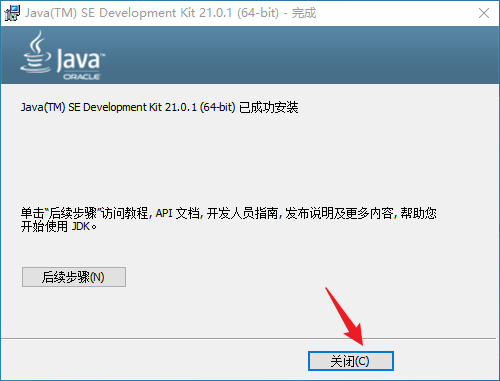 Java(TM) SE Development Kit 21.0.1 (64-bit) - 完成
Java
ORACLE
Java(TM) SE Development Kit 21.0.1 (64-bit) 已成功安装
单击“后续步骤”访问教程, API 文档, 开发人员指南, 发布说明及更多内容, 帮助您
开始使用 JDK。
后续步骤(N)
关闭(C)